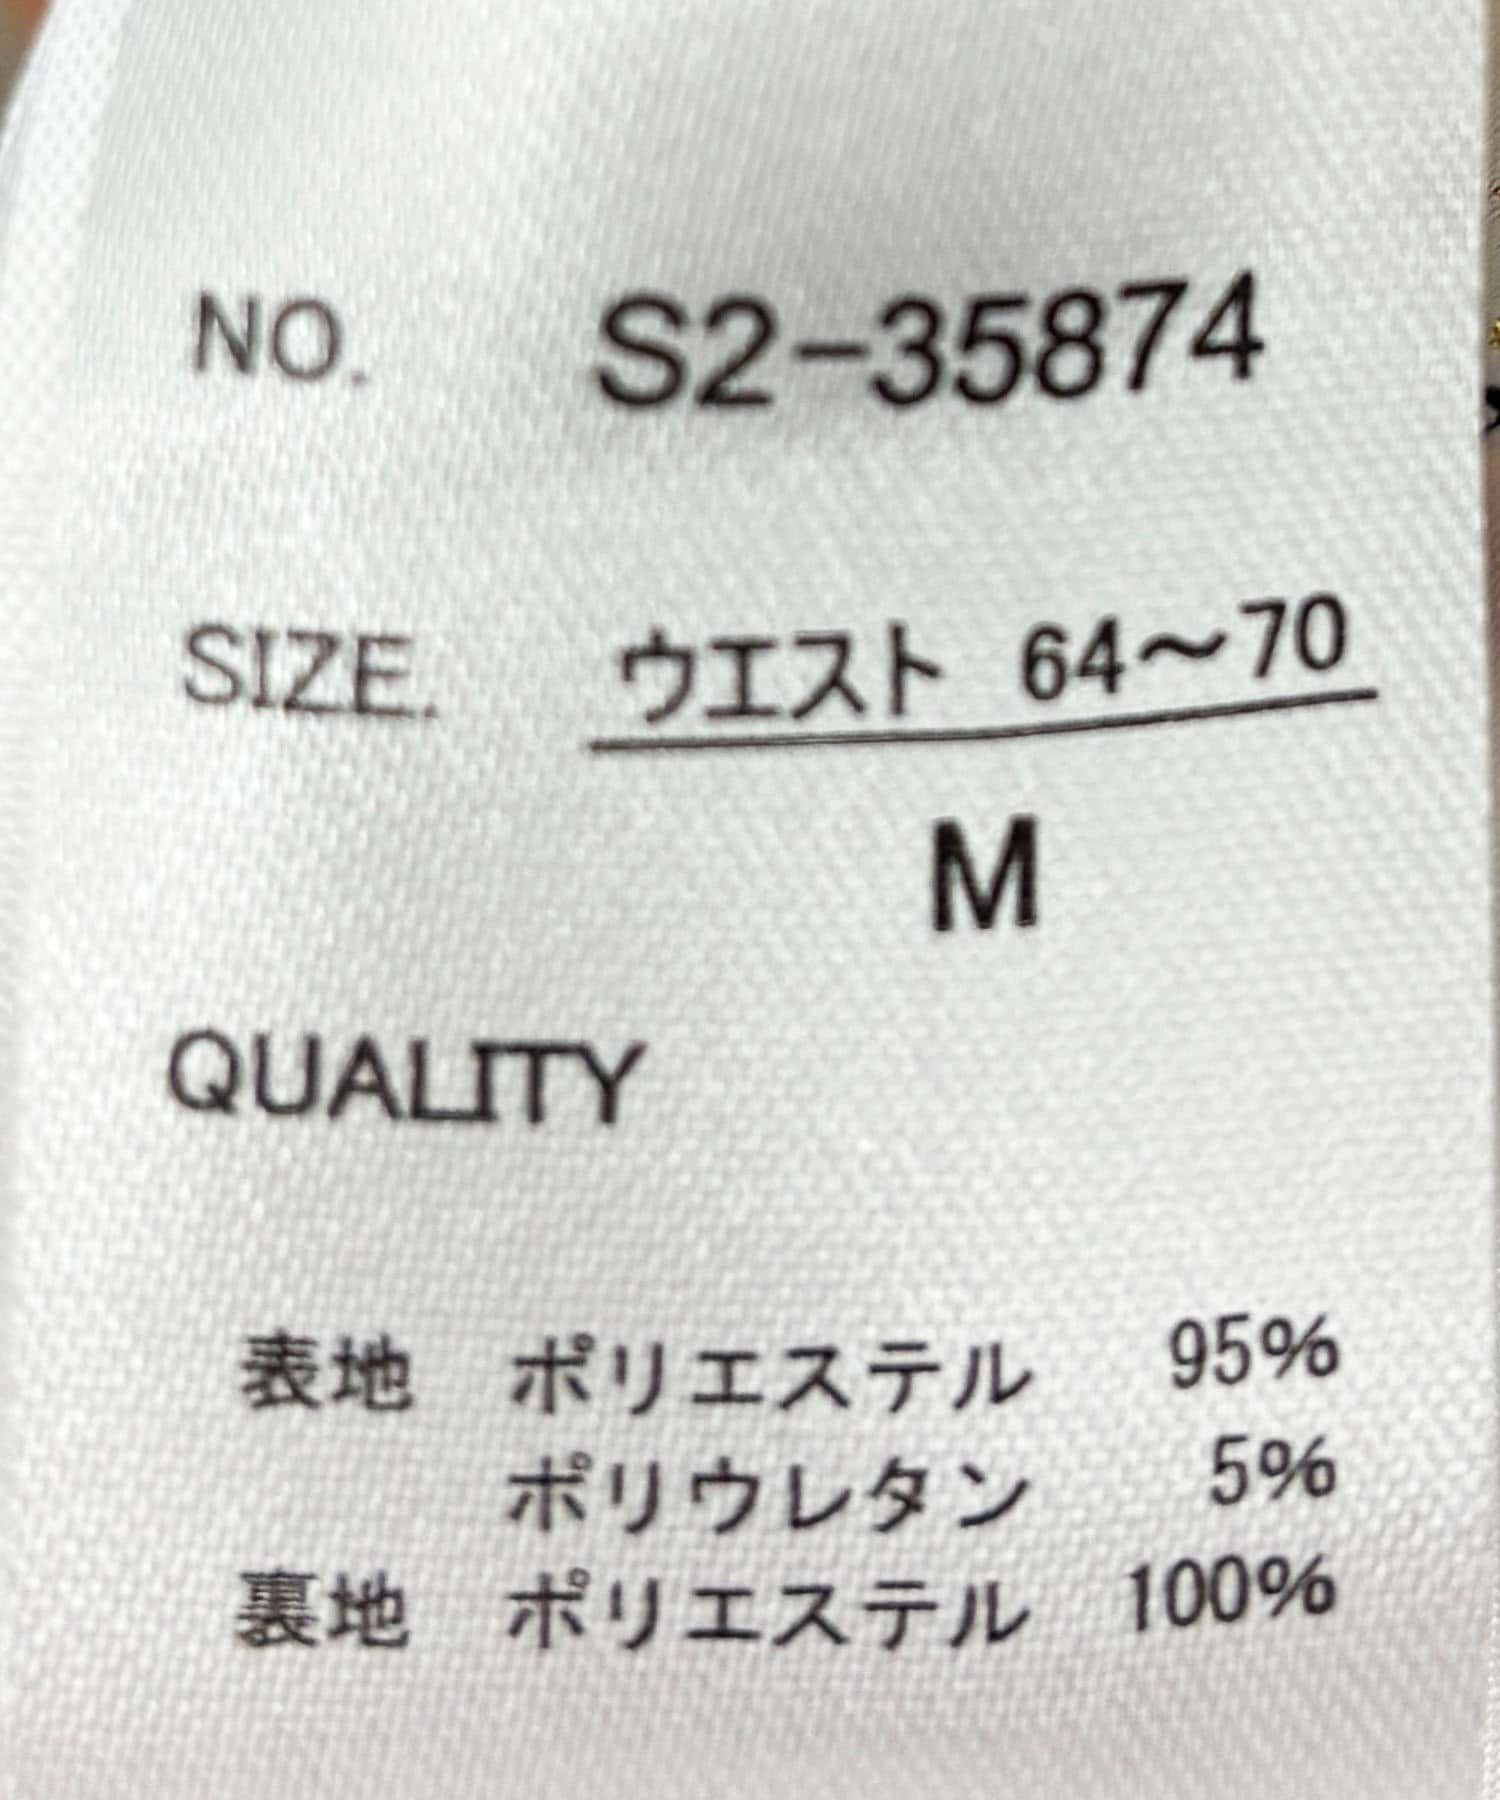 NO. S2-35874
SIZE. ウエスト 64～70
M
QUALITY
表地 ポリエステル 95%
ポリウレタン 5%
裏地 ポリエステル 100%